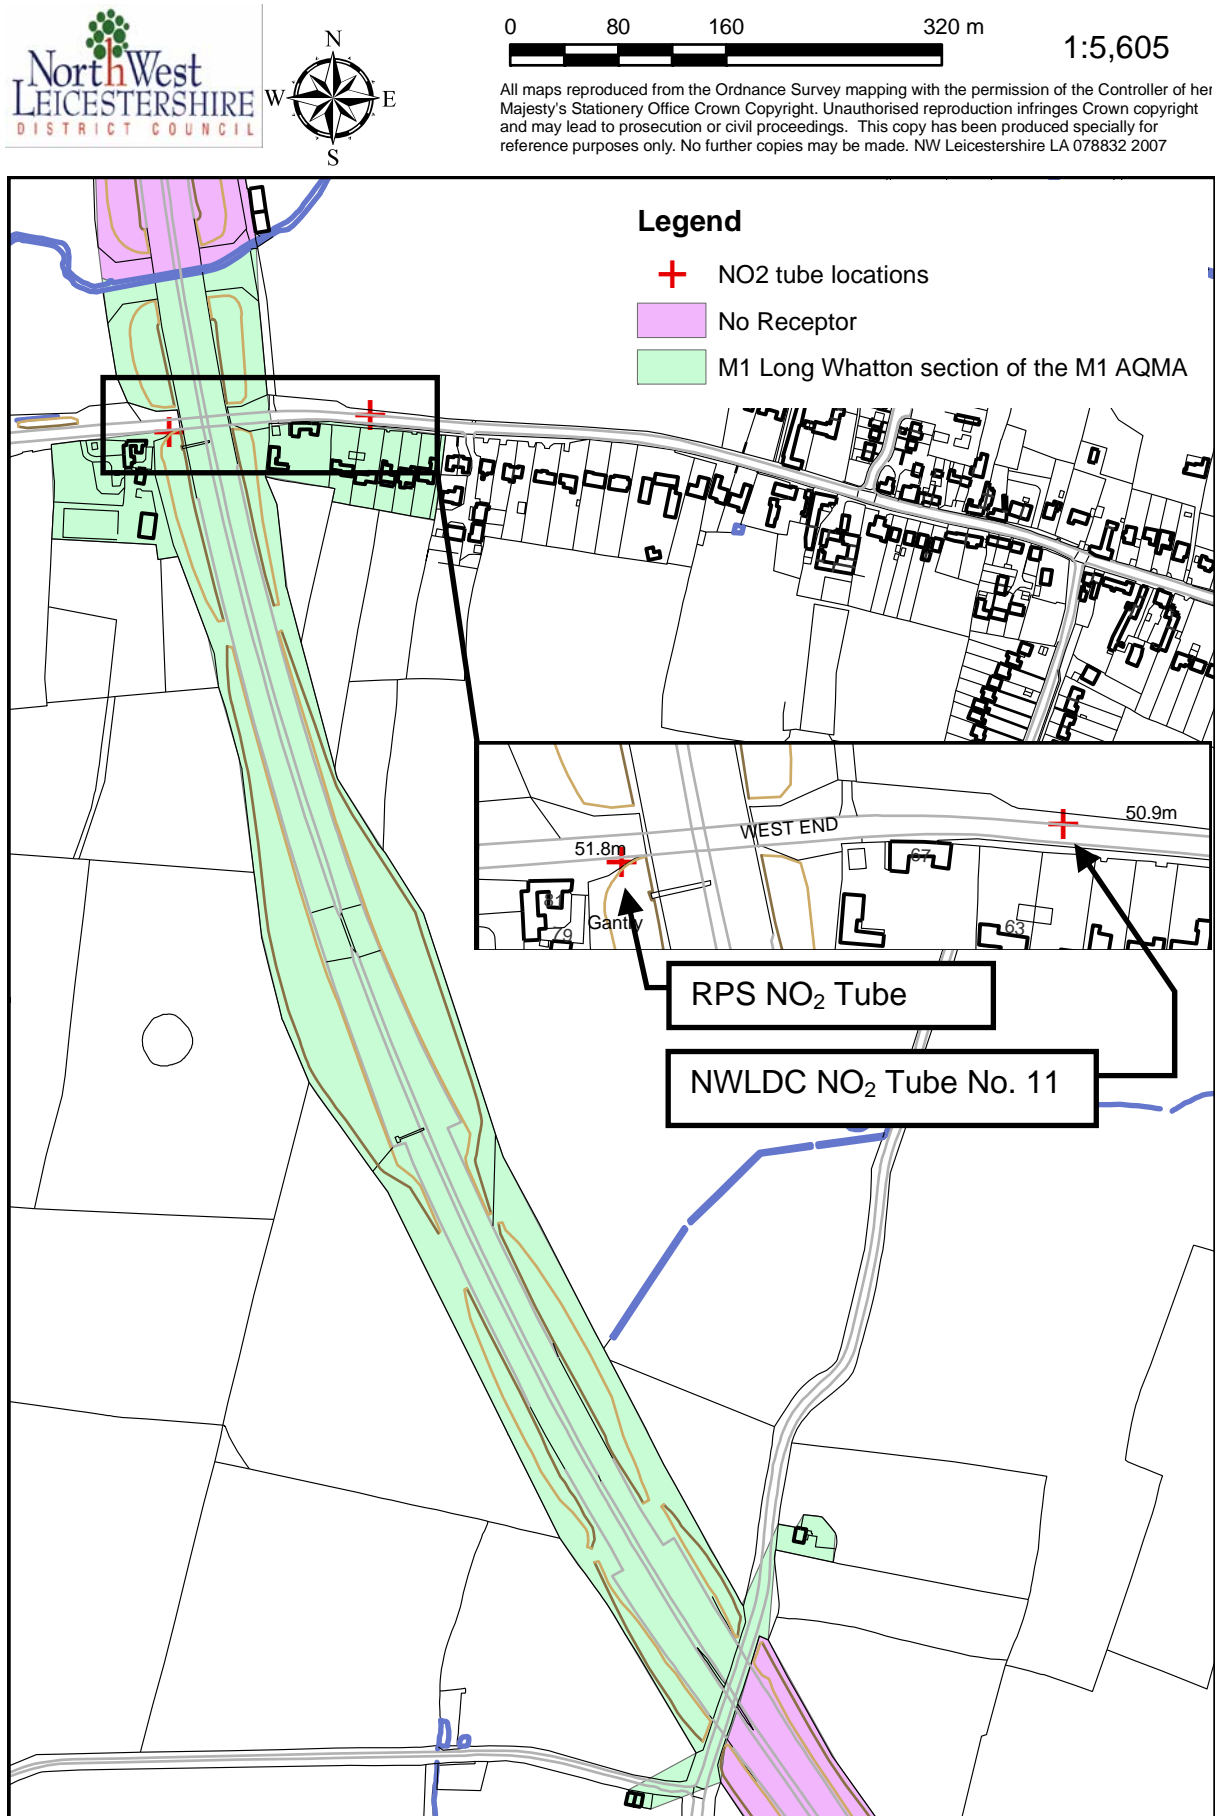 NorthWest
LEICESTERSHIRE
DISTRICT COUNCIL
N
W
E
S
0 80 160 320 m
1:5,605
All maps reproduced from the Ordnance Survey mapping with the permission of the Controller of her
Majesty's Stationery Office Crown Copyright. Unauthorised reproduction infringes Crown copyright
and may lead to prosecution or civil proceedings. This copy has been produced specially for
reference purposes only. No further copies may be made. NW Leicestershire LA 078832 2007
Legend
NO2 tube locations
No Receptor
M1 Long Whatton section of the M1 AQMA
50.9m
WEST END
51.8m
67
81
Gantry
63
79
RPS NO₂ Tube
NWLDC NO₂ Tube No. 11